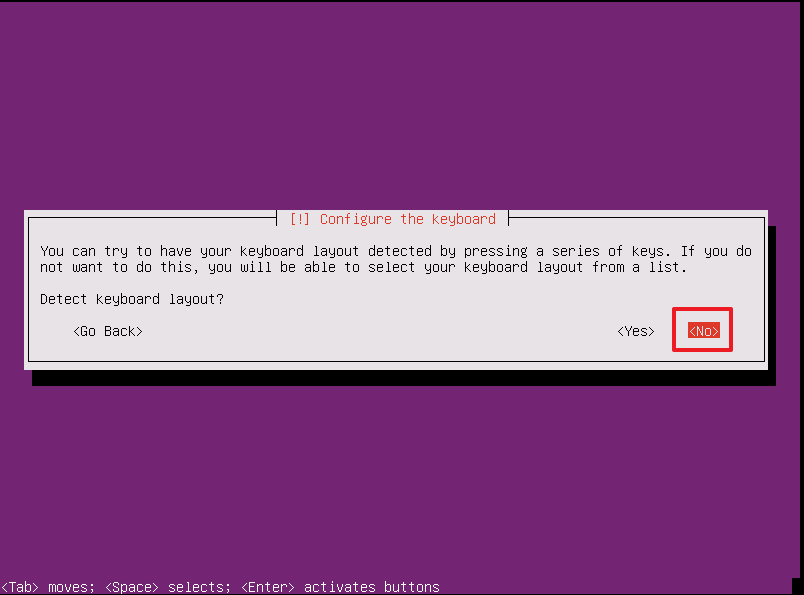 [!] Configure the keyboard
You can try to have your keyboard layout detected by pressing a series of keys. If you do
not want to do this, you will be able to select your keyboard layout from a list.
Detect keyboard layout?
<Go Back> <Yes> <No>
<Tab> moves; <Space> selects; <Enter> activates buttons